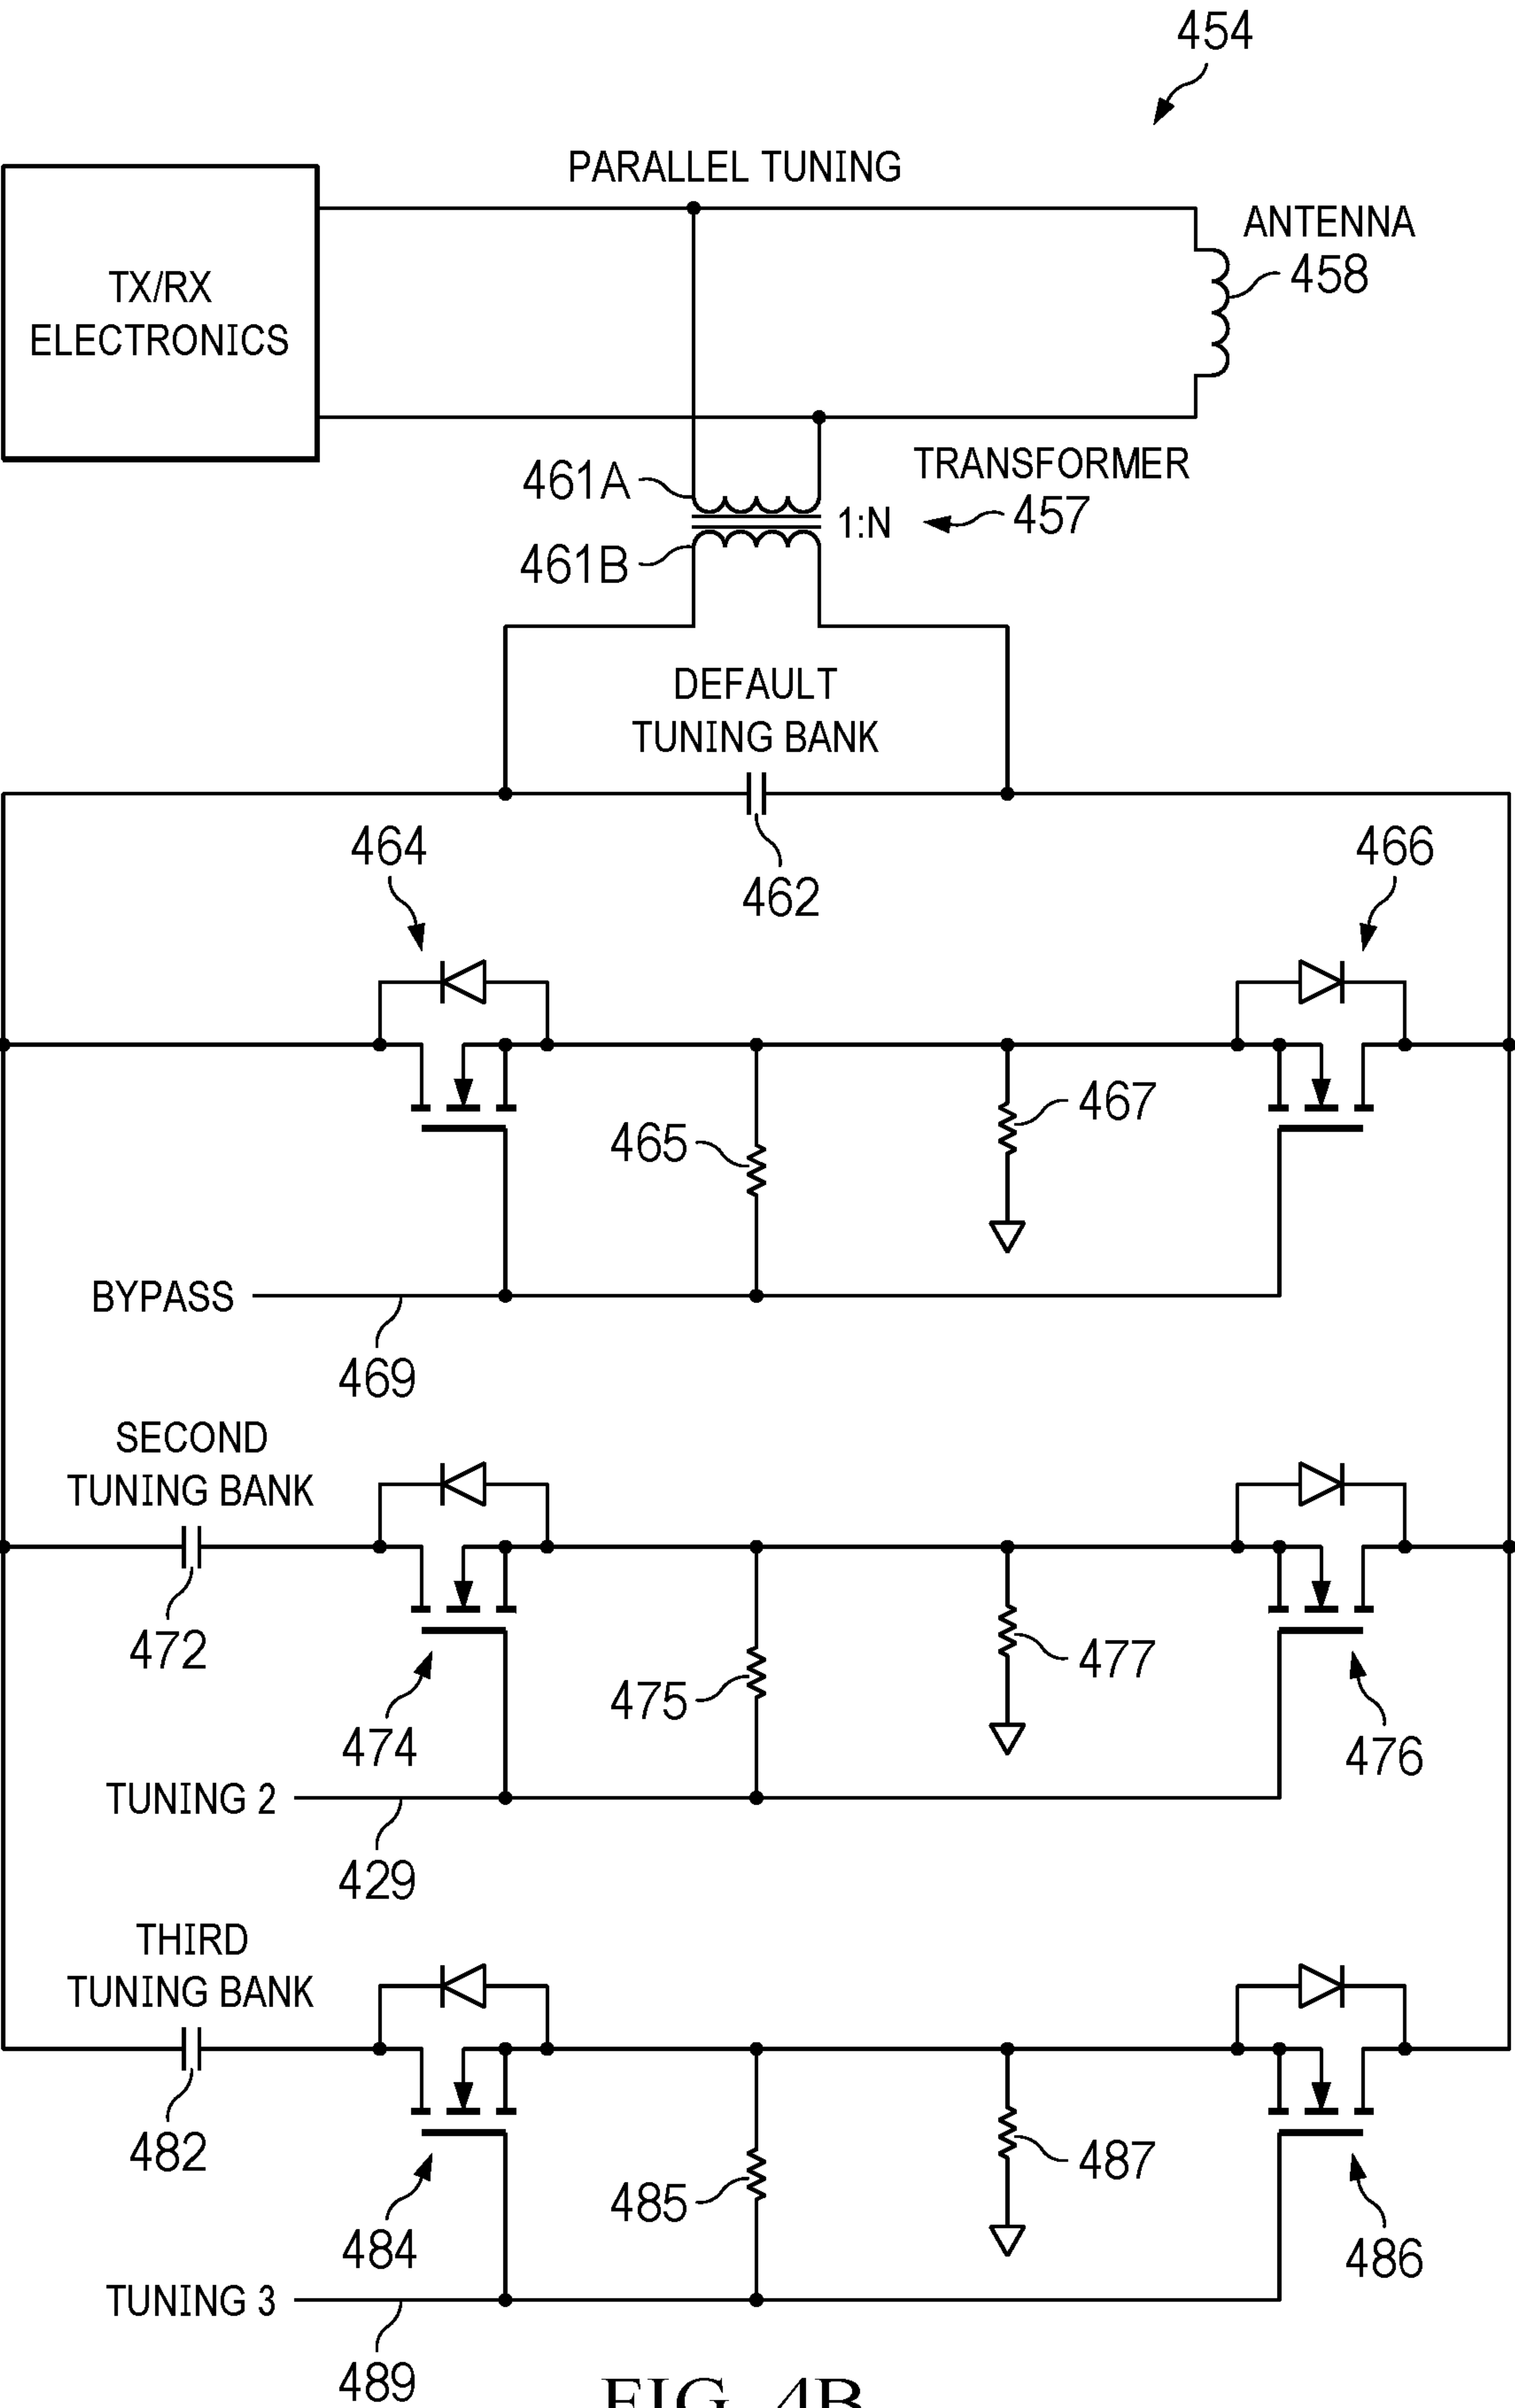 454
PARALLEL TUNING
TX/RX
ELECTRONICS
ANTENNA
458
461A
TRANSFORMER
1:N
457
461B
DEFAULT
TUNING BANK
464
466
462
467
465
BYPASS
469
SECOND
TUNING BANK
472
477
475
474
476
TUNING 2
429
THIRD
TUNING BANK
482
487
485
484
486
TUNING 3
489
FIG. 4B